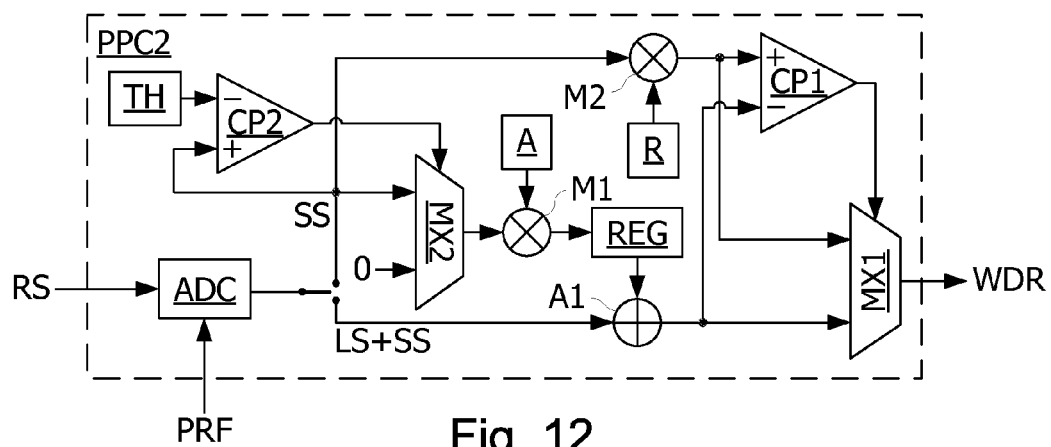 PPC2
TH
−
CP2
+
M2
+
CP1
−
A
R
M1
SS
MX2
REG
0
A1
MX1
RS
ADC
WDR
LS+SS
PRF
Fig. 12